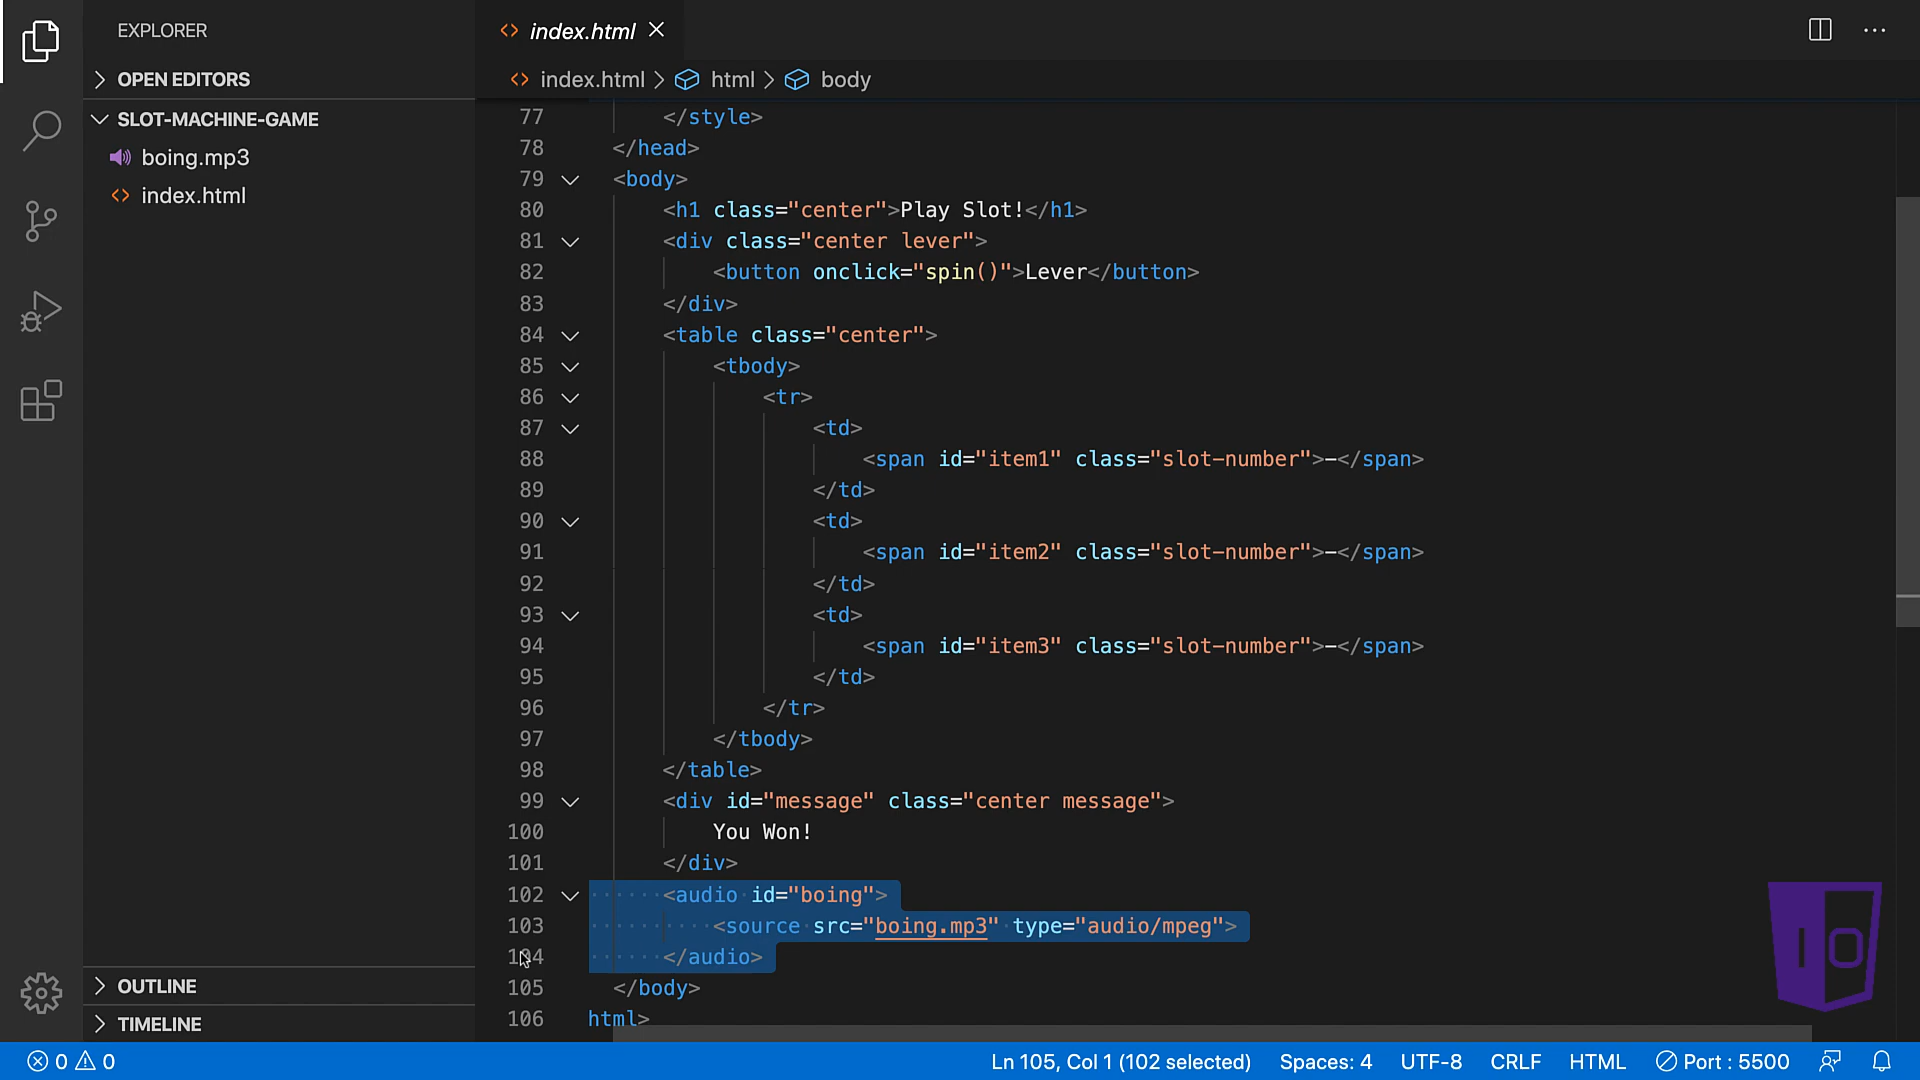 EXPLORER
OPEN EDITORS
SLOT-MACHINE-GAME
boing.mp3
index.html
OUTLINE
TIMELINE
index.html
index.html > html > body
77 </style>
78 </head>
79 <body>
80 <h1 class="center">Play Slot!</h1>
81 <div class="center lever">
82 <button onclick="spin()">Lever</button>
83 </div>
84 <table class="center">
85 <tbody>
86 <tr>
87 <td>
88 <span id="item1" class="slot-number">-</span>
89 </td>
90 <td>
91 <span id="item2" class="slot-number">-</span>
92 </td>
93 <td>
94 <span id="item3" class="slot-number">-</span>
95 </td>
96 </tr>
97 </tbody>
98 </table>
99 <div id="message" class="center message">
100 You Won!
101 </div>
102 <audio id="boing">
103 <source src="boing.mp3" type="audio/mpeg">
104 </audio>
105 </body>
106 html>
IO
0 0 Ln 105, Col 1 (102 selected) Spaces: 4 UTF-8 CRLF HTML Port : 5500